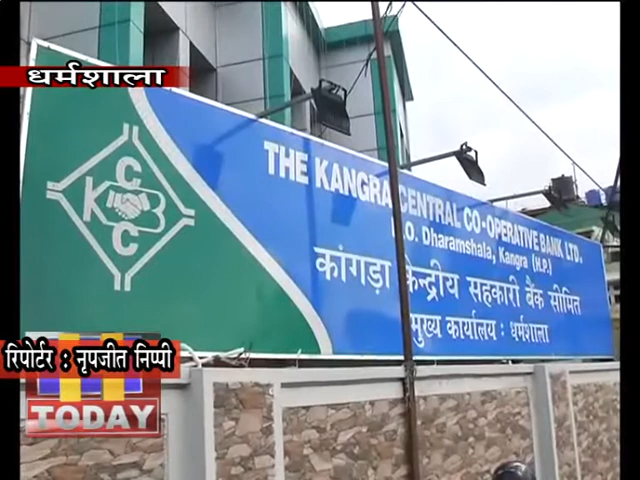 धर्मशाला
THE KANGRA CENTRAL CO-OPERATIVE BANK LTD.
H.O. Dharamshala, Kangra (H.P.)
कांगड़ा केन्द्रीय सहकारी बैंक सीमित
मुख्य कार्यालय : धर्मशाला
C
K B
C
रिपोर्टर : नृपजीत निप्पी
TODAY